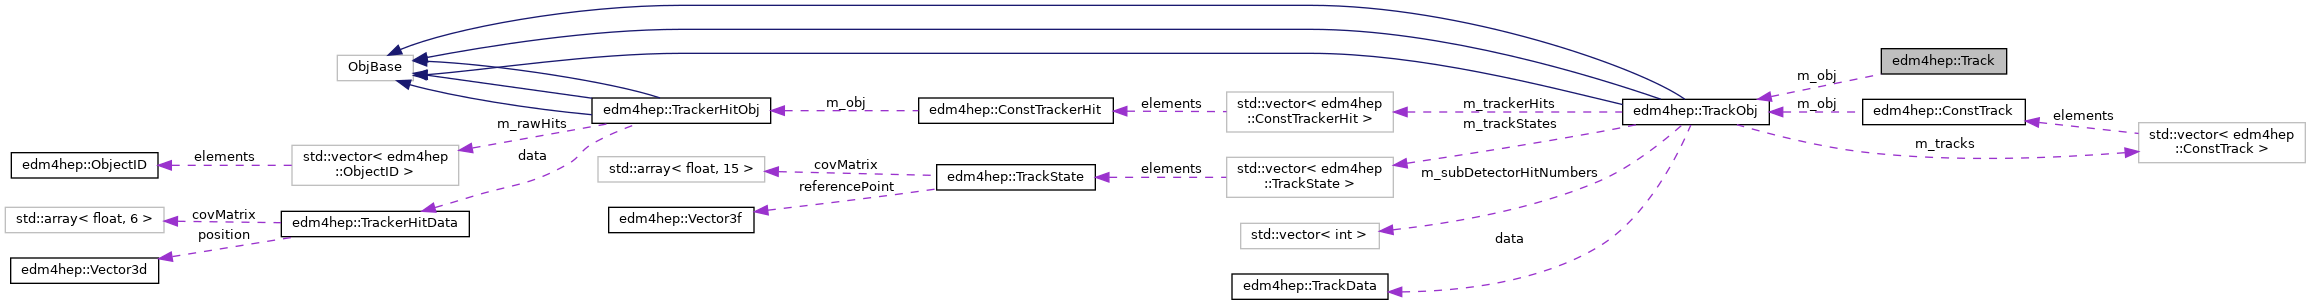 edm4hep::Track
m_obj
ObjBase
edm4hep::TrackerHitObj
m_obj
edm4hep::ConstTrackerHit
elements
std::vector< edm4hep
::ConstTrackerHit >
m_trackerHits
edm4hep::TrackObj
m_obj
edm4hep::ConstTrack
elements
std::vector< edm4hep
::ConstTrack >
m_tracks
m_rawHits
m_trackStates
edm4hep::ObjectID
elements
std::vector< edm4hep
::ObjectID >
data
std::array< float, 15 >
covMatrix
edm4hep::TrackState
elements
std::vector< edm4hep
::TrackState >
m_subDetectorHitNumbers
referencePoint
edm4hep::Vector3f
std::array< float, 6 >
covMatrix
edm4hep::TrackerHitData
position
edm4hep::Vector3d
std::vector< int >
data
edm4hep::TrackData